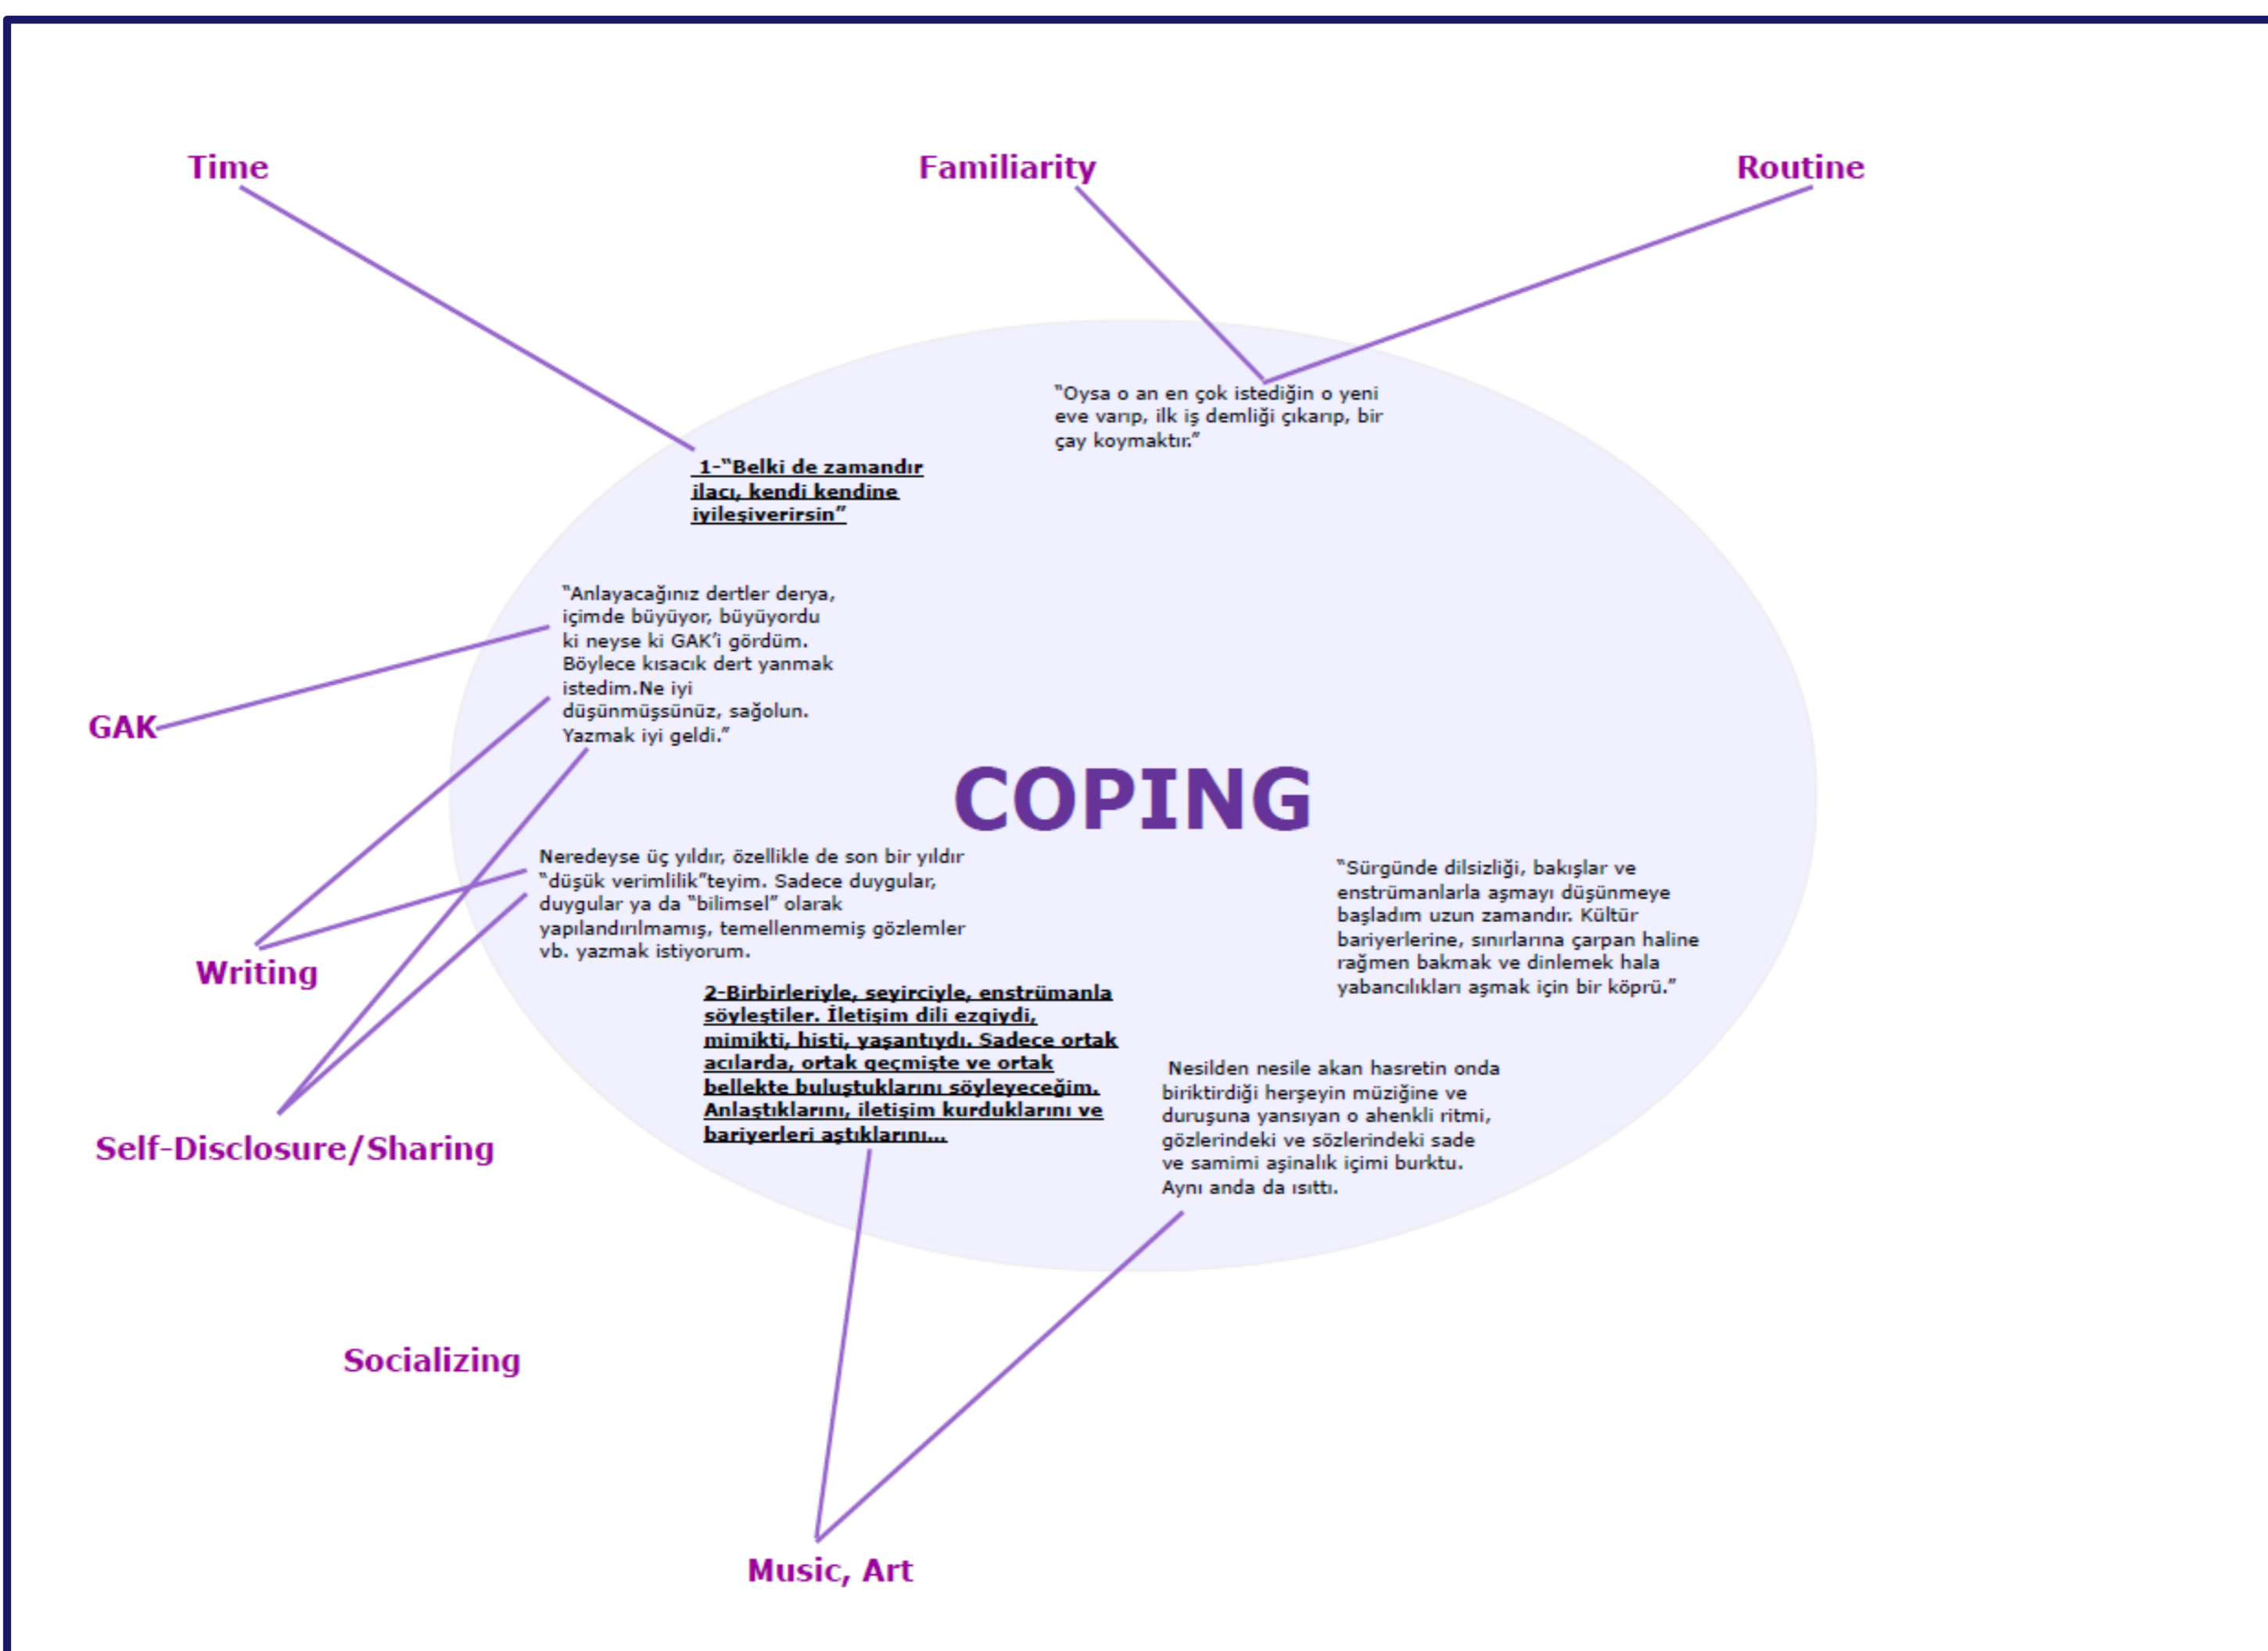 Time
Familiarity
Routine
“Oysa o an en çok istediğin o yeni
eve varıp, ilk iş demliği çıkarıp, bir
çay koymaktır.”
1-“Belki de zamandır
ilacı, kendi kendine
iyileşiverirsin”
“Anlayacağınız dertler derya,
içimde büyüyor, büyüyordu
ki neyse ki GAK’i gördüm.
Böylece kısacık dert yanmak
istedim.Ne iyi
düşünmüşsünüz, sağolun.
Yazmak iyi geldi.”
GAK
COPING
Neredeyse üç yıldır, özellikle de son bir yıldır
“düşük verimlilik”teyim. Sadece duygular,
duygular ya da “bilimsel” olarak
yapılandırılmamış, temellenmemiş gözlemler
vb. yazmak istiyorum.
“Sürgünde dilsizliği, bakışlar ve
enstrümanlarla aşmayı düşünmeye
başladım uzun zamandır. Kültür
bariyerlerine, sınırlarına çarpan haline
rağmen bakmak ve dinlemek hala
yabancılıkları aşmak için bir köprü.”
Writing
2-Birbirleriyle, seyirciyle, enstrümanla
söyleştiler. İletişim dili ezgiydi,
mimikti, histi, yaşantıydı. Sadece ortak
acılarda, ortak geçmişte ve ortak
bellekte buluştuklarını söyleyeceğim.
Anlaştıklarını, iletişim kurduklarını ve
bariyerleri aştıklarını...
Nesilden nesile akan hasretin onda
biriktirdiği herşeyin müziğine ve
duruşuna yansıyan o ahenkli ritmi,
gözlerindeki ve sözlerindeki sade
ve samimi aşinalık içimi burktu.
Aynı anda da ısıttı.
Self-Disclosure/Sharing
Socializing
Music, Art